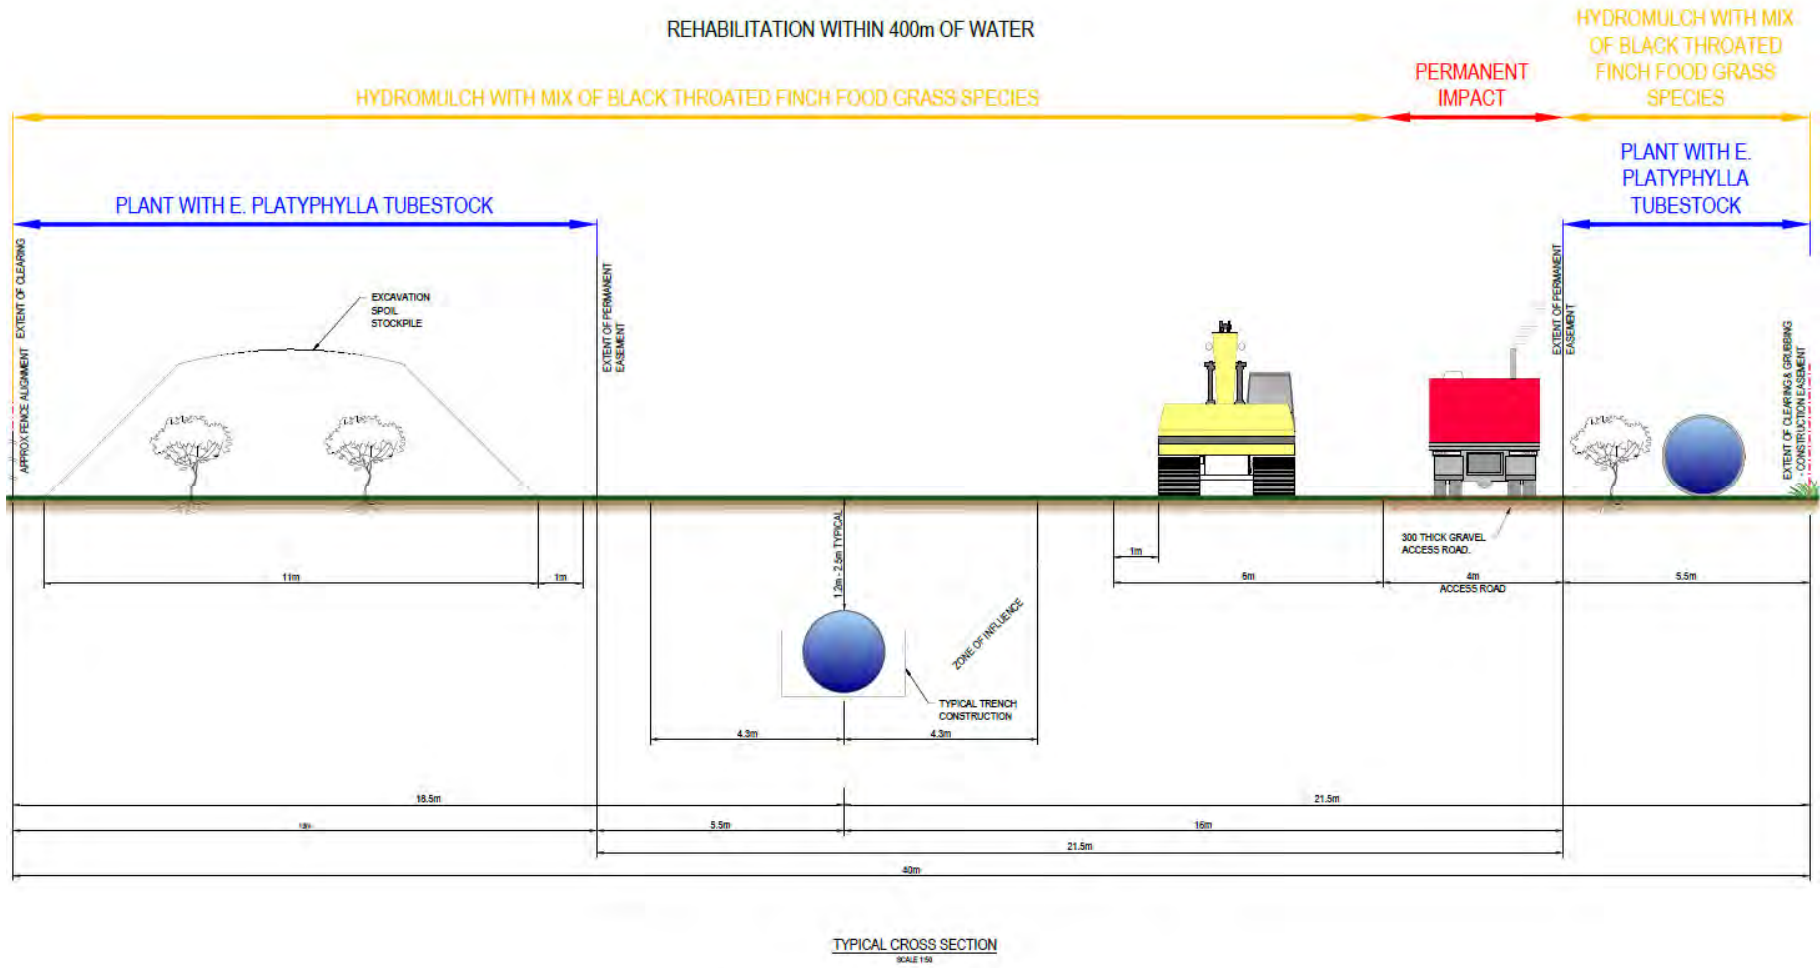 REHABILITATION WITHIN 400m OF WATER
HYDROMULCH WITH MIX
OF BLACK THROATED
FINCH FOOD GRASS
SPECIES
PERMANENT
IMPACT
HYDROMULCH WITH MIX OF BLACK THROATED FINCH FOOD GRASS SPECIES
PLANT WITH E.
PLATYPHYLLA
TUBESTOCK
PLANT WITH E. PLATYPHYLLA TUBESTOCK
APPROX FENCE ALIGNMENT
EXTENT OF CLEARING
EXCAVATION
SPOIL
STOCKPILE
EXTENT OF PERMANENT
EASEMENT
EXTENT OF PERMANENT
EASEMENT
EXTENT OF CLEARING & GRUBBING
- CONSTRUCTION EASEMENT
1.2m - 2.5m TYPICAL
300 THICK GRAVEL
ACCESS ROAD.
11m
1m
1m
6m
4m
ACCESS ROAD
5.5m
ZONE OF INFLUENCE
TYPICAL TRENCH
CONSTRUCTION
4.3m
4.3m
18.5m
21.5m
5.5m
16m
21.5m
40m
TYPICAL CROSS SECTION
SCALE 1:50